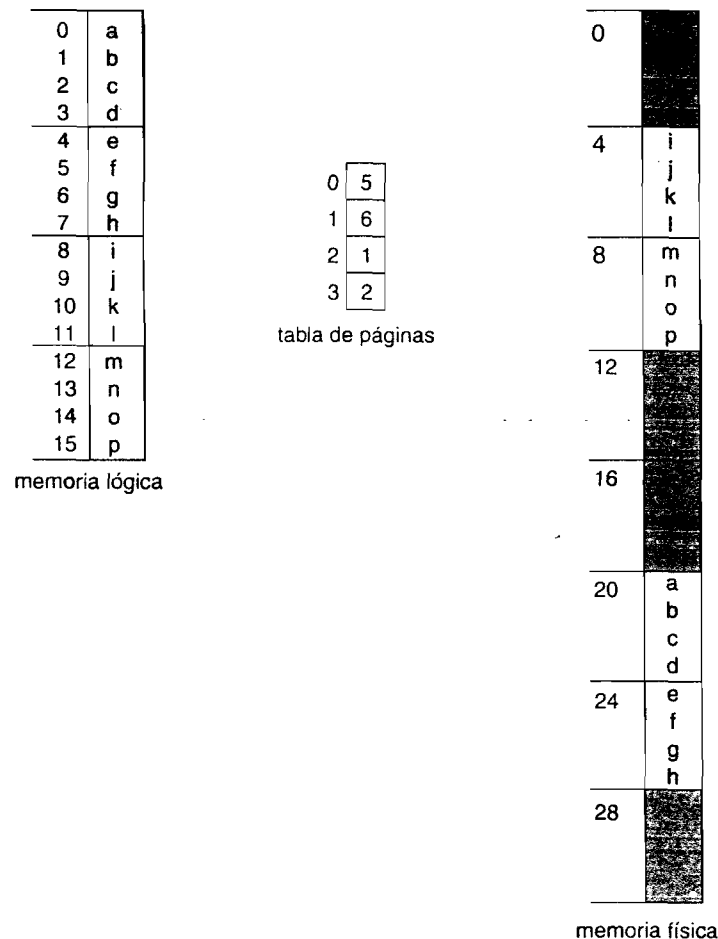 0 a
1 b
2 c
3 d
4 e
5 f
6 g
7 h
8 i
9 j
10 k
11 l
12 m
13 n
14 o
15 p
memoria lógica
0 5
1 6
2 1
3 2
tabla de páginas
0
4 i
j
k
l
8 m
n
o
p
12
16
20 a
b
c
d
24 e
f
g
h
28
memoria física